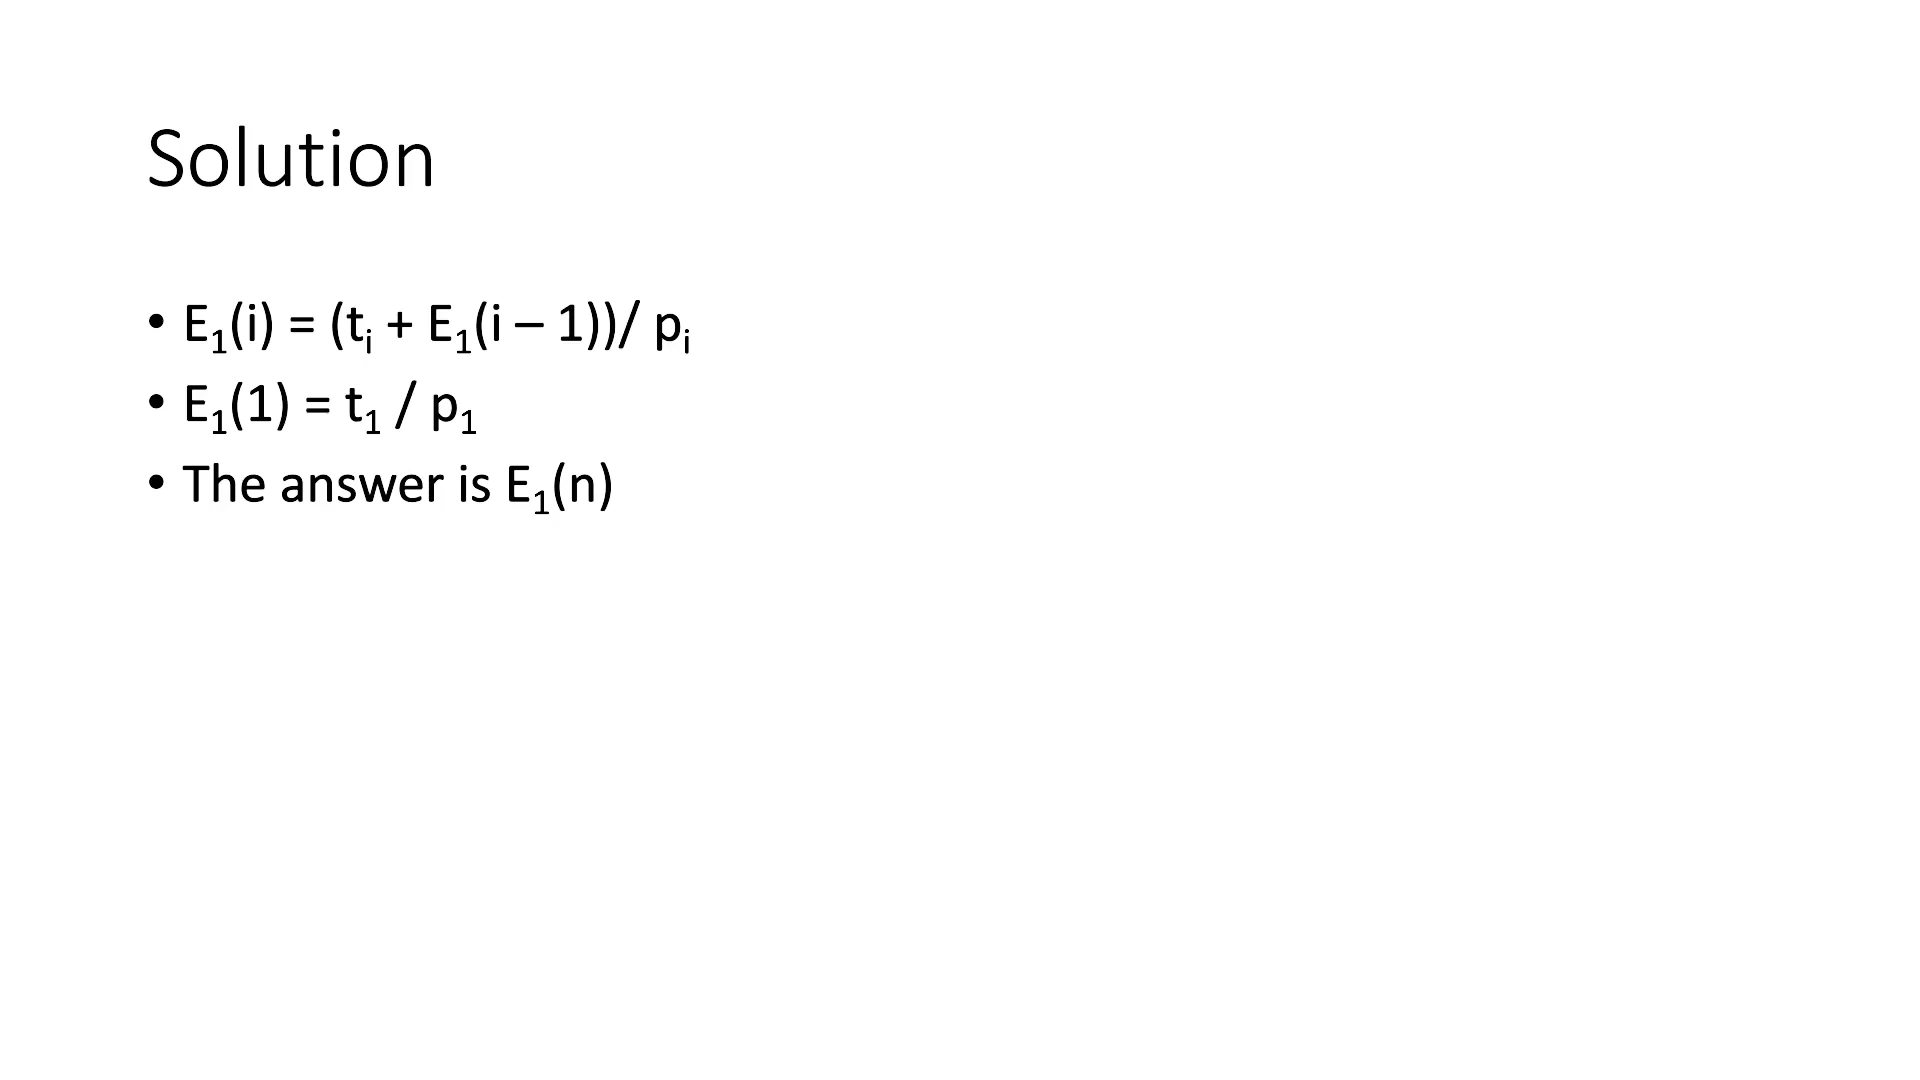 Solution
• E₁(i) = (tᵢ + E₁(i – 1))/ pᵢ
• E₁(1) = t₁ / p₁
• The answer is E₁(n)